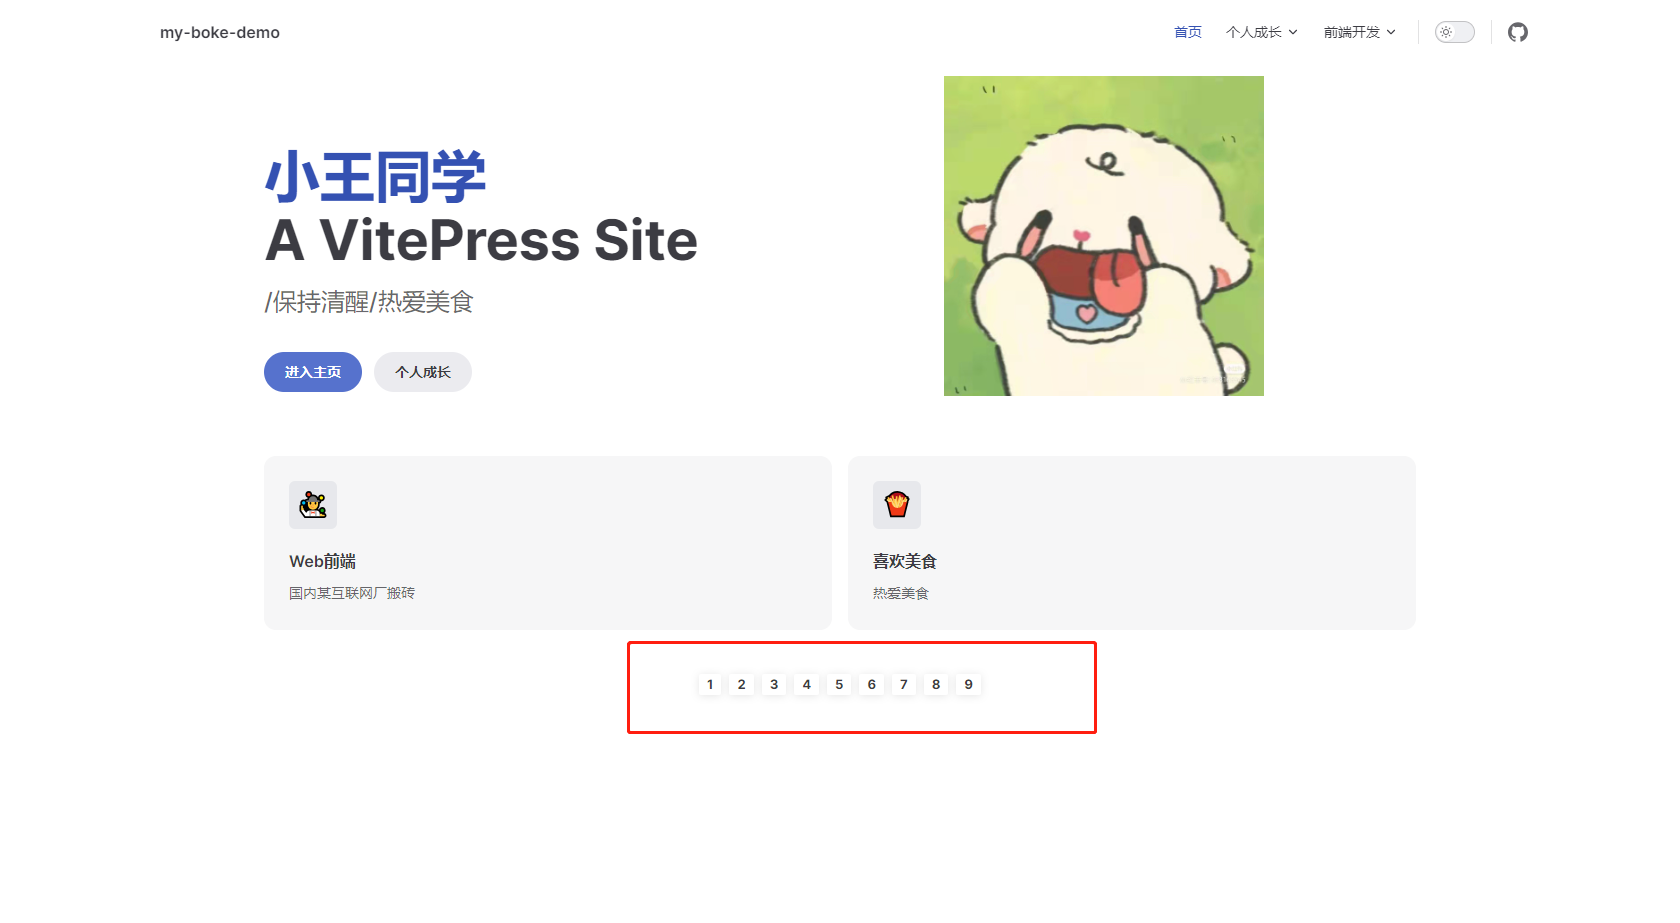 my-boke-demo
首页 个人成长 前端开发
小王同学
A VitePress Site
/保持清醒/热爱美食
进入主页 个人成长
Web前端
国内某互联网厂搬砖
喜欢美食
热爱美食
1 2 3 4 5 6 7 8 9